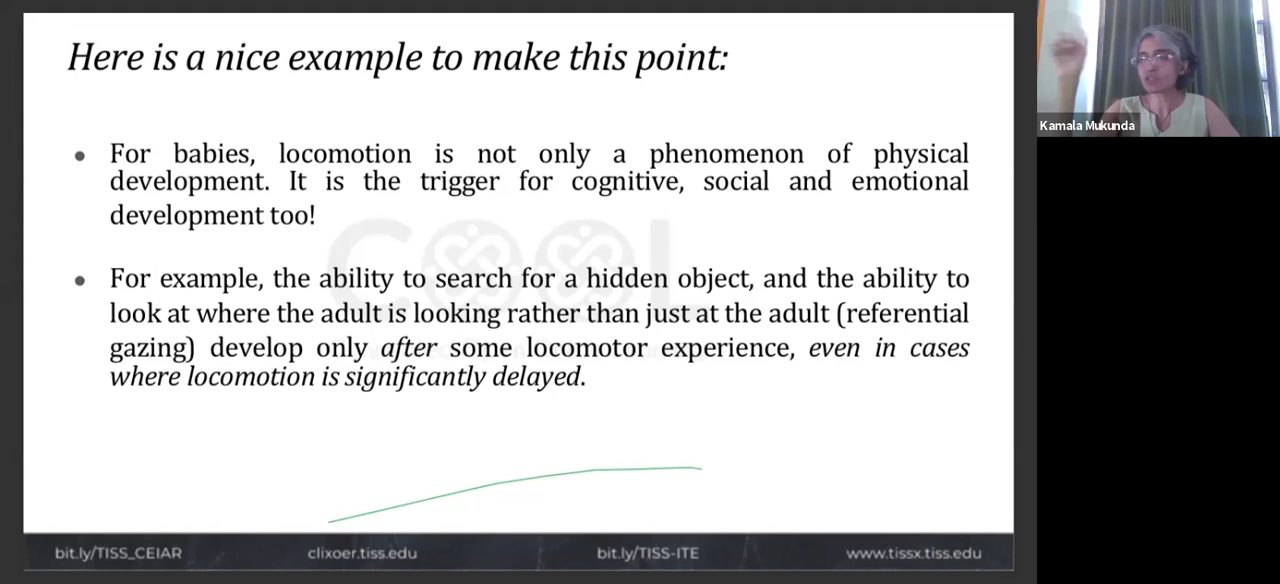 Here is a nice example to make this point:
● For babies, locomotion is not only a phenomenon of physical
development. It is the trigger for cognitive, social and emotional
development too!
● For example, the ability to search for a hidden object, and the ability to
look at where the adult is looking rather than just at the adult (referential
gazing) develop only after some locomotor experience, even in cases
where locomotion is significantly delayed.
COOL
bit.ly/TISS_CEIAR
clixoer.tiss.edu
bit.ly/TISS-ITE
www.tissx.tiss.edu
Kamala Mukunda